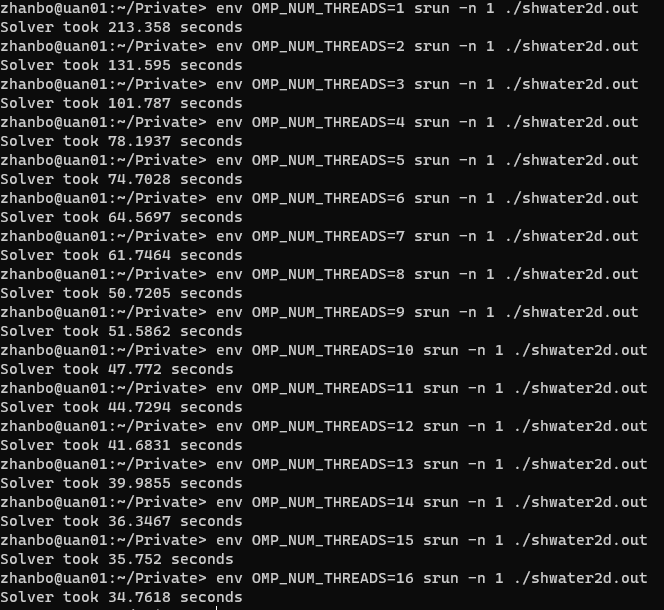 zhanbo@uan01:~/Private> env OMP_NUM_THREADS=1 srun -n 1 ./shwater2d.out
Solver took 213.358 seconds
zhanbo@uan01:~/Private> env OMP_NUM_THREADS=2 srun -n 1 ./shwater2d.out
Solver took 131.595 seconds
zhanbo@uan01:~/Private> env OMP_NUM_THREADS=3 srun -n 1 ./shwater2d.out
Solver took 101.787 seconds
zhanbo@uan01:~/Private> env OMP_NUM_THREADS=4 srun -n 1 ./shwater2d.out
Solver took 78.1937 seconds
zhanbo@uan01:~/Private> env OMP_NUM_THREADS=5 srun -n 1 ./shwater2d.out
Solver took 74.7028 seconds
zhanbo@uan01:~/Private> env OMP_NUM_THREADS=6 srun -n 1 ./shwater2d.out
Solver took 64.5697 seconds
zhanbo@uan01:~/Private> env OMP_NUM_THREADS=7 srun -n 1 ./shwater2d.out
Solver took 61.7464 seconds
zhanbo@uan01:~/Private> env OMP_NUM_THREADS=8 srun -n 1 ./shwater2d.out
Solver took 50.7205 seconds
zhanbo@uan01:~/Private> env OMP_NUM_THREADS=9 srun -n 1 ./shwater2d.out
Solver took 51.5862 seconds
zhanbo@uan01:~/Private> env OMP_NUM_THREADS=10 srun -n 1 ./shwater2d.out
Solver took 47.772 seconds
zhanbo@uan01:~/Private> env OMP_NUM_THREADS=11 srun -n 1 ./shwater2d.out
Solver took 44.7294 seconds
zhanbo@uan01:~/Private> env OMP_NUM_THREADS=12 srun -n 1 ./shwater2d.out
Solver took 41.6831 seconds
zhanbo@uan01:~/Private> env OMP_NUM_THREADS=13 srun -n 1 ./shwater2d.out
Solver took 39.9855 seconds
zhanbo@uan01:~/Private> env OMP_NUM_THREADS=14 srun -n 1 ./shwater2d.out
Solver took 36.3467 seconds
zhanbo@uan01:~/Private> env OMP_NUM_THREADS=15 srun -n 1 ./shwater2d.out
Solver took 35.752 seconds
zhanbo@uan01:~/Private> env OMP_NUM_THREADS=16 srun -n 1 ./shwater2d.out
Solver took 34.7618 seconds